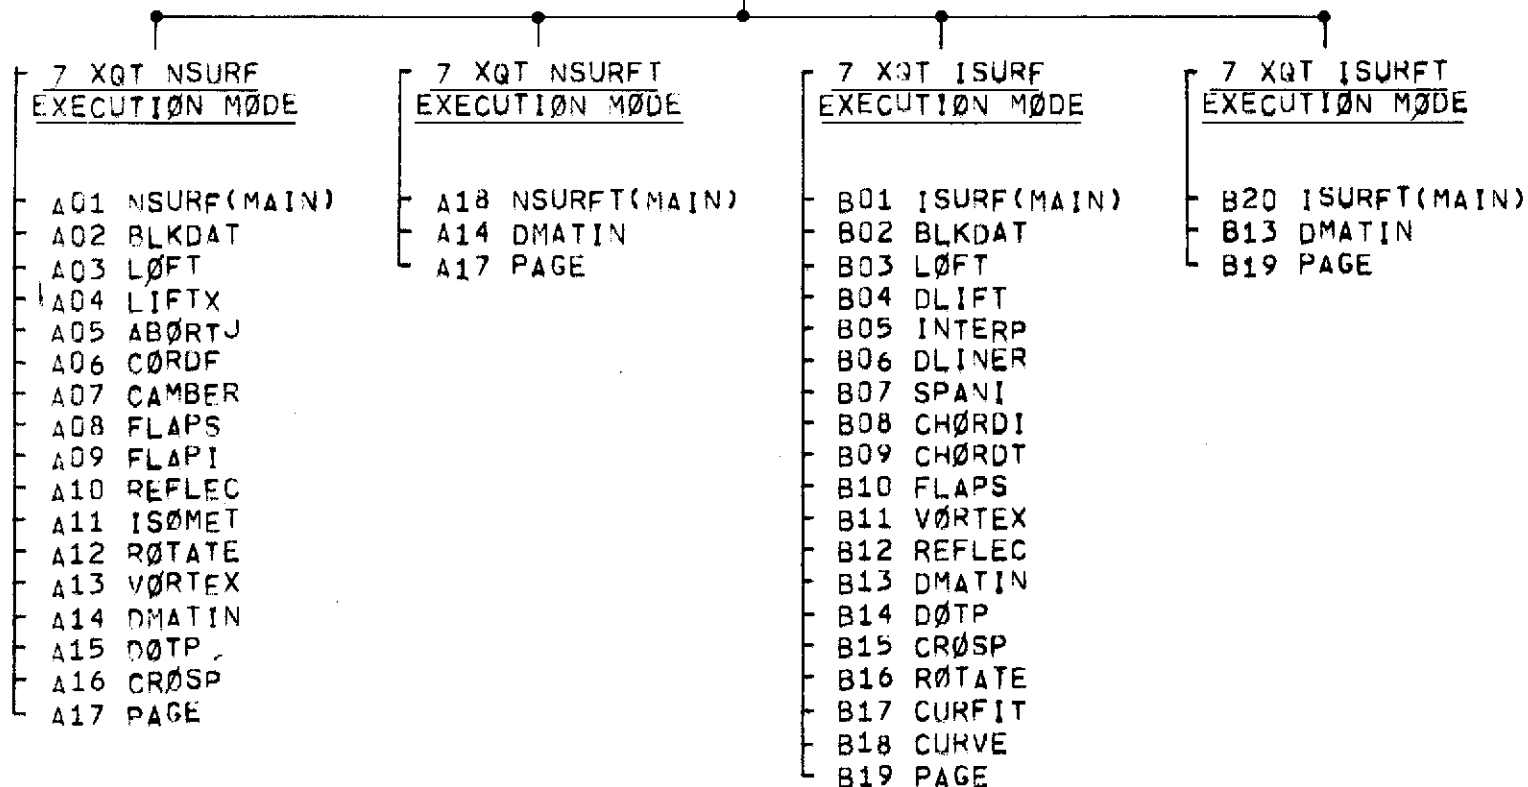 7 XQT NSURF
EXECUTIØN MØDE
A01 NSURF(MAIN)
A02 BLKDAT
A03 LØFT
A04 LIFTX
A05 ABØRTJ
A06 CØRDF
A07 CAMBER
A08 FLAPS
A09 FLAPI
A10 REFLEC
A11 ISØMET
A12 RØTATE
A13 VØRTEX
A14 DMATIN
A15 DØTP
A16 CRØSP
A17 PAGE
7 XQT NSURFT
EXECUTIØN MØDE
A18 NSURFT(MAIN)
A14 DMATIN
A17 PAGE
7 XQT ISURF
EXECUTIØN MØDE
B01 ISURF(MAIN)
B02 BLKDAT
B03 LØFT
B04 DLIFT
B05 INTERP
B06 DLINER
B07 SPANI
B08 CHØRDI
B09 CHØRDT
B10 FLAPS
B11 VØRTEX
B12 REFLEC
B13 DMATIN
B14 DØTP
B15 CRØSP
B16 RØTATE
B17 CURFIT
B18 CURVE
B19 PAGE
7 XQT ISURFT
EXECUTIØN MØDE
B20 ISURFT(MAIN)
B13 DMATIN
B19 PAGE